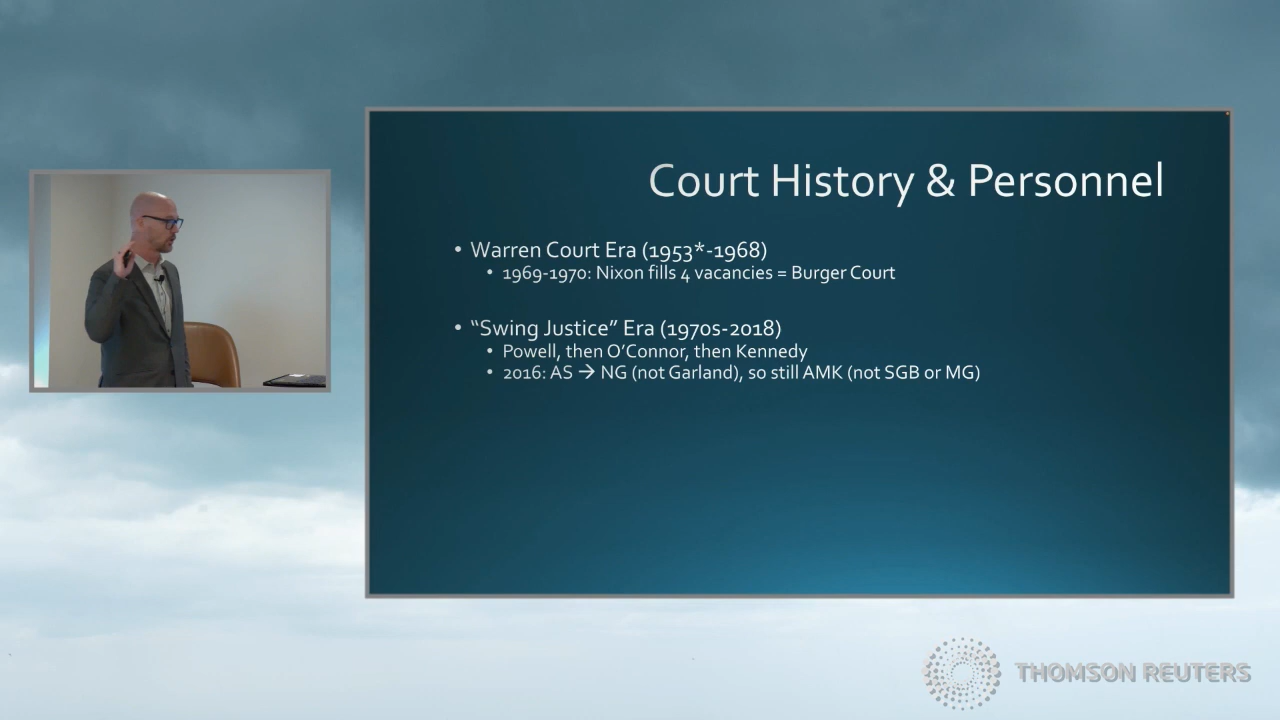 Court History & Personnel
• Warren Court Era (1953*-1968)
• 1969-1970: Nixon fills 4 vacancies = Burger Court
• “Swing Justice” Era (1970s-2018)
• Powell, then O’Connor, then Kennedy
• 2016: AS → NG (not Garland), so still AMK (not SGB or MG)
THOMSON REUTERS